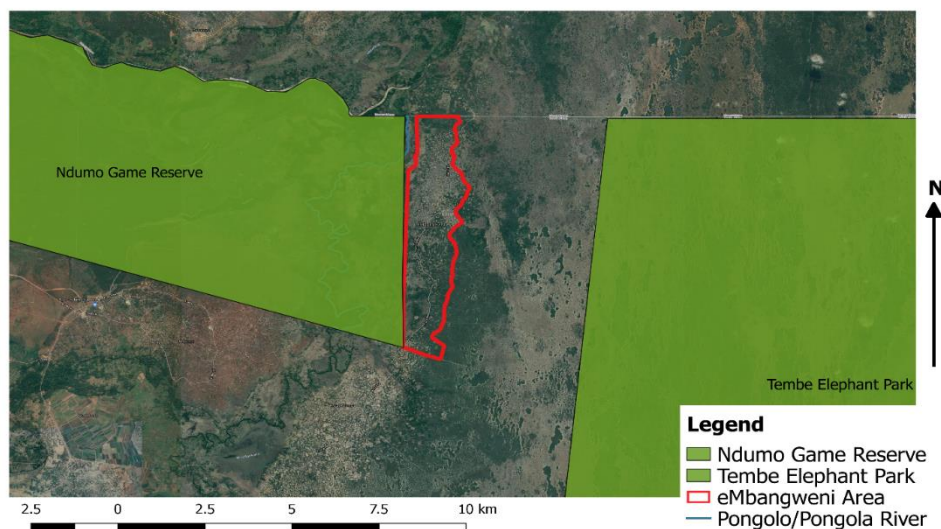 Ndumo Game Reserve
N
Tembe Elephant Park
Legend
Ndumo Game Reserve
Tembe Elephant Park
eMbangweni Area
Pongolo/Pongola River
2.5 0 2.5 5 7.5 10 km